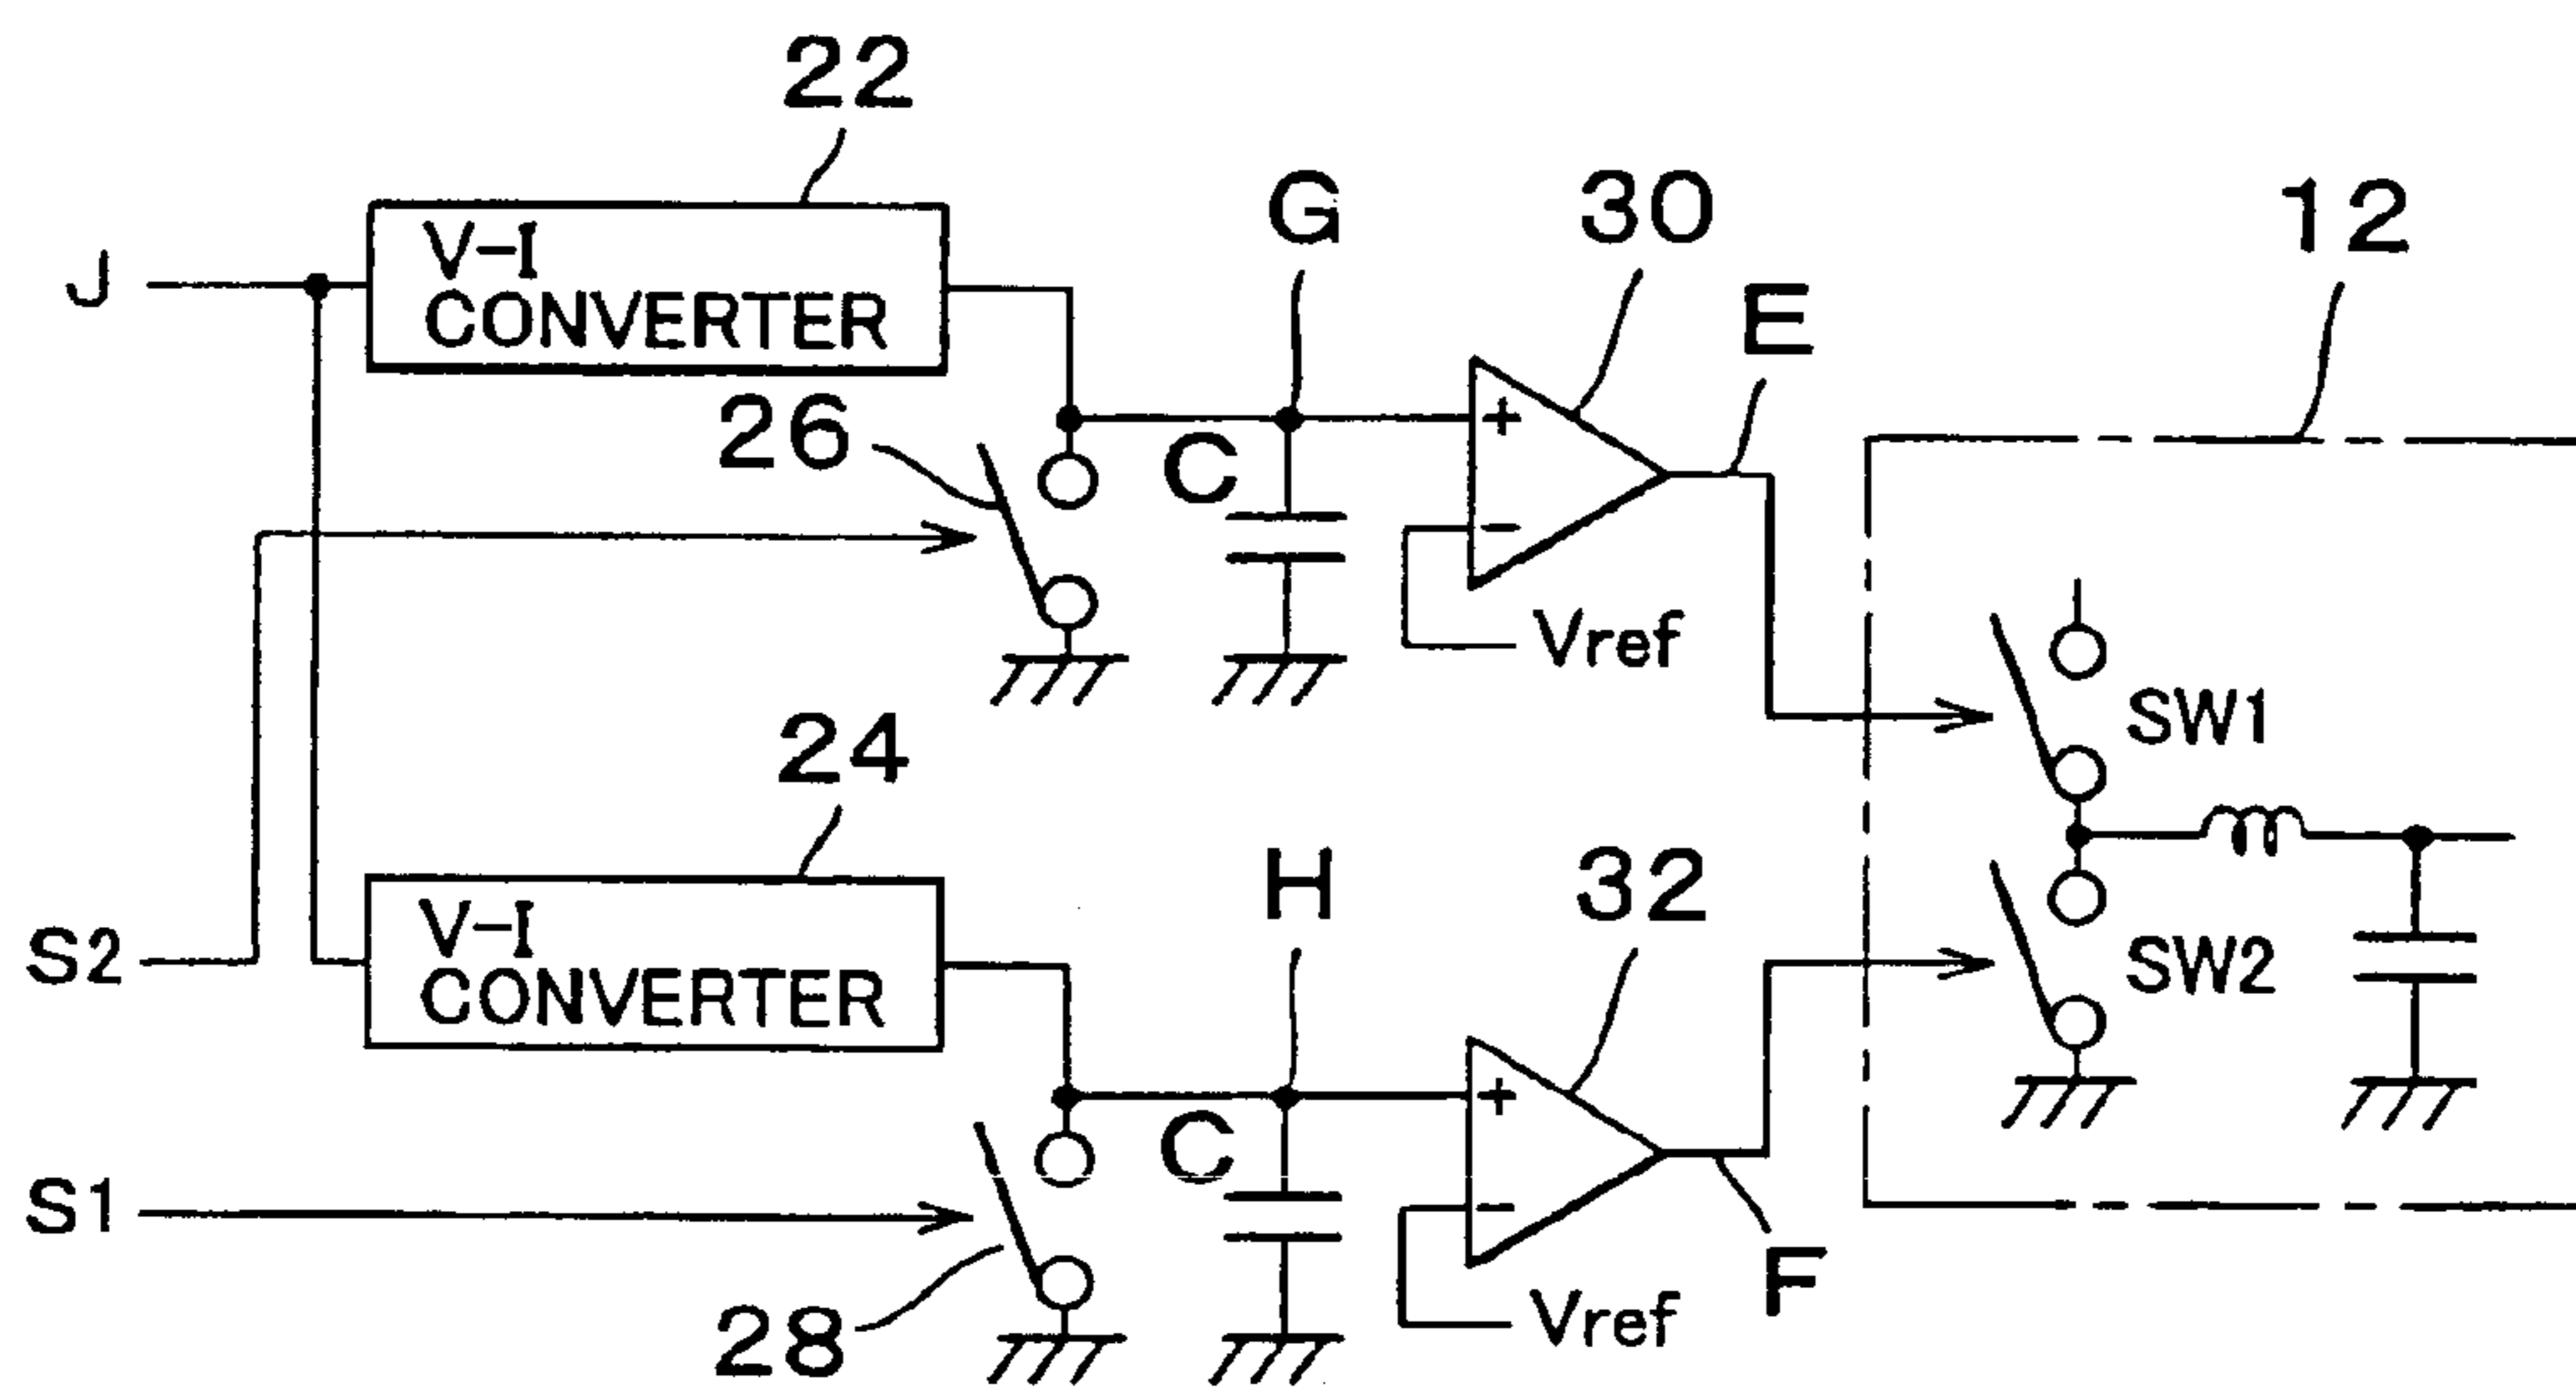 22
V-I
CONVERTER
J
G
30
12
E
26
C
+
-
Vref
SW1
24
V-I
CONVERTER
S2
H
32
SW2
C
+
-
S1
28
Vref
F